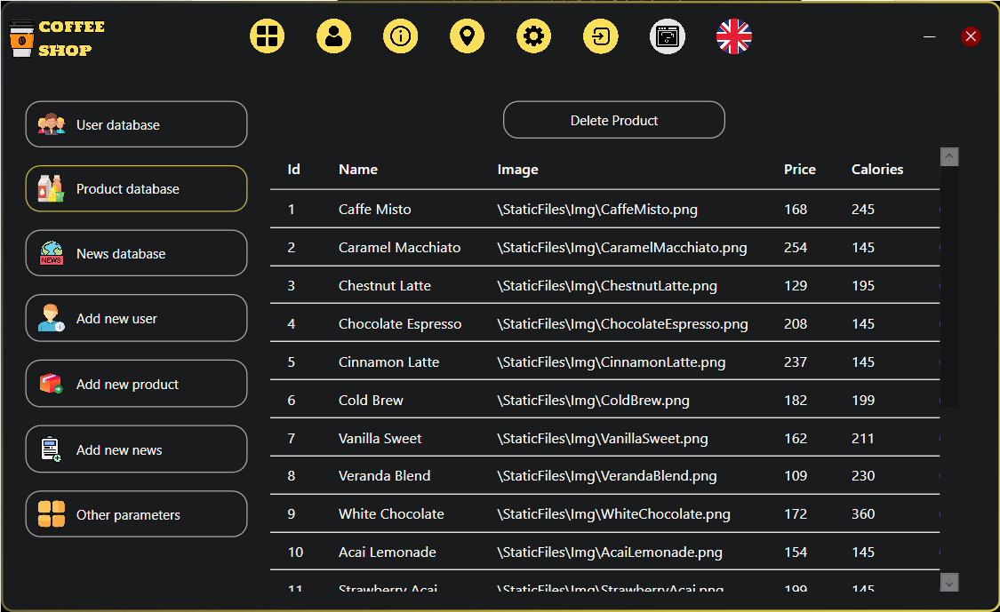 COFFEE
SHOP
User database
Product database
News database
NEWS
Add new user
Add new product
Add new news
Other parameters
Delete Product
Id Name Image Price Calories
1 Caffe Misto \StaticFiles\Img\CaffeMisto.png 168 245
2 Caramel Macchiato \StaticFiles\Img\CaramelMacchiato.png 254 145
3 Chestnut Latte \StaticFiles\Img\ChestnutLatte.png 129 195
4 Chocolate Espresso \StaticFiles\Img\ChocolateEspresso.png 208 145
5 Cinnamon Latte \StaticFiles\Img\CinnamonLatte.png 237 145
6 Cold Brew \StaticFiles\Img\ColdBrew.png 182 199
7 Vanilla Sweet \StaticFiles\Img\VanillaSweet.png 162 211
8 Veranda Blend \StaticFiles\Img\VerandaBlend.png 109 230
9 White Chocolate \StaticFiles\Img\WhiteChocolate.png 172 360
10 Acai Lemonade \StaticFiles\Img\AcaiLemonade.png 154 145
11 Strawberry Acai \StaticFiles\Img\StrawberryAcai.png 199 145